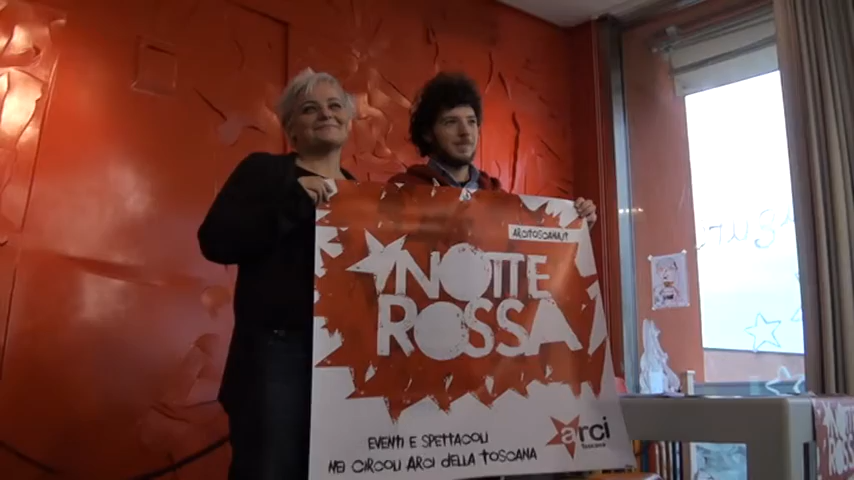 ARCITOSCANA.IT
NOTTE
ROSSA
EVENTI E SPETTACOLI
NEI CIRCOLI ARCI DELLA TOSCANA
arci
Toscana